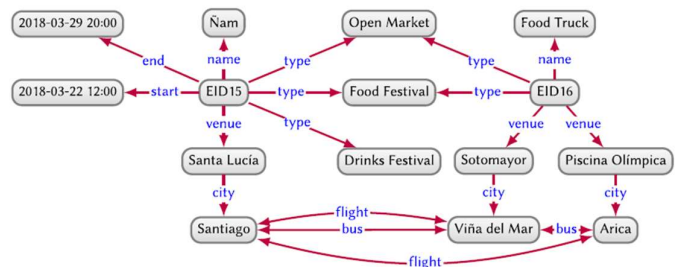 2018-03-29 20:00
Ñam
Open Market
Food Truck
end
name
type
type
name
2018-03-22 12:00
start
EID15
type
Food Festival
type
EID16
venue
type
venue
venue
Santa Lucía
Drinks Festival
Sotomayor
Piscina Olímpica
city
city
city
flight
Santiago
bus
Viña del Mar
bus
Arica
flight